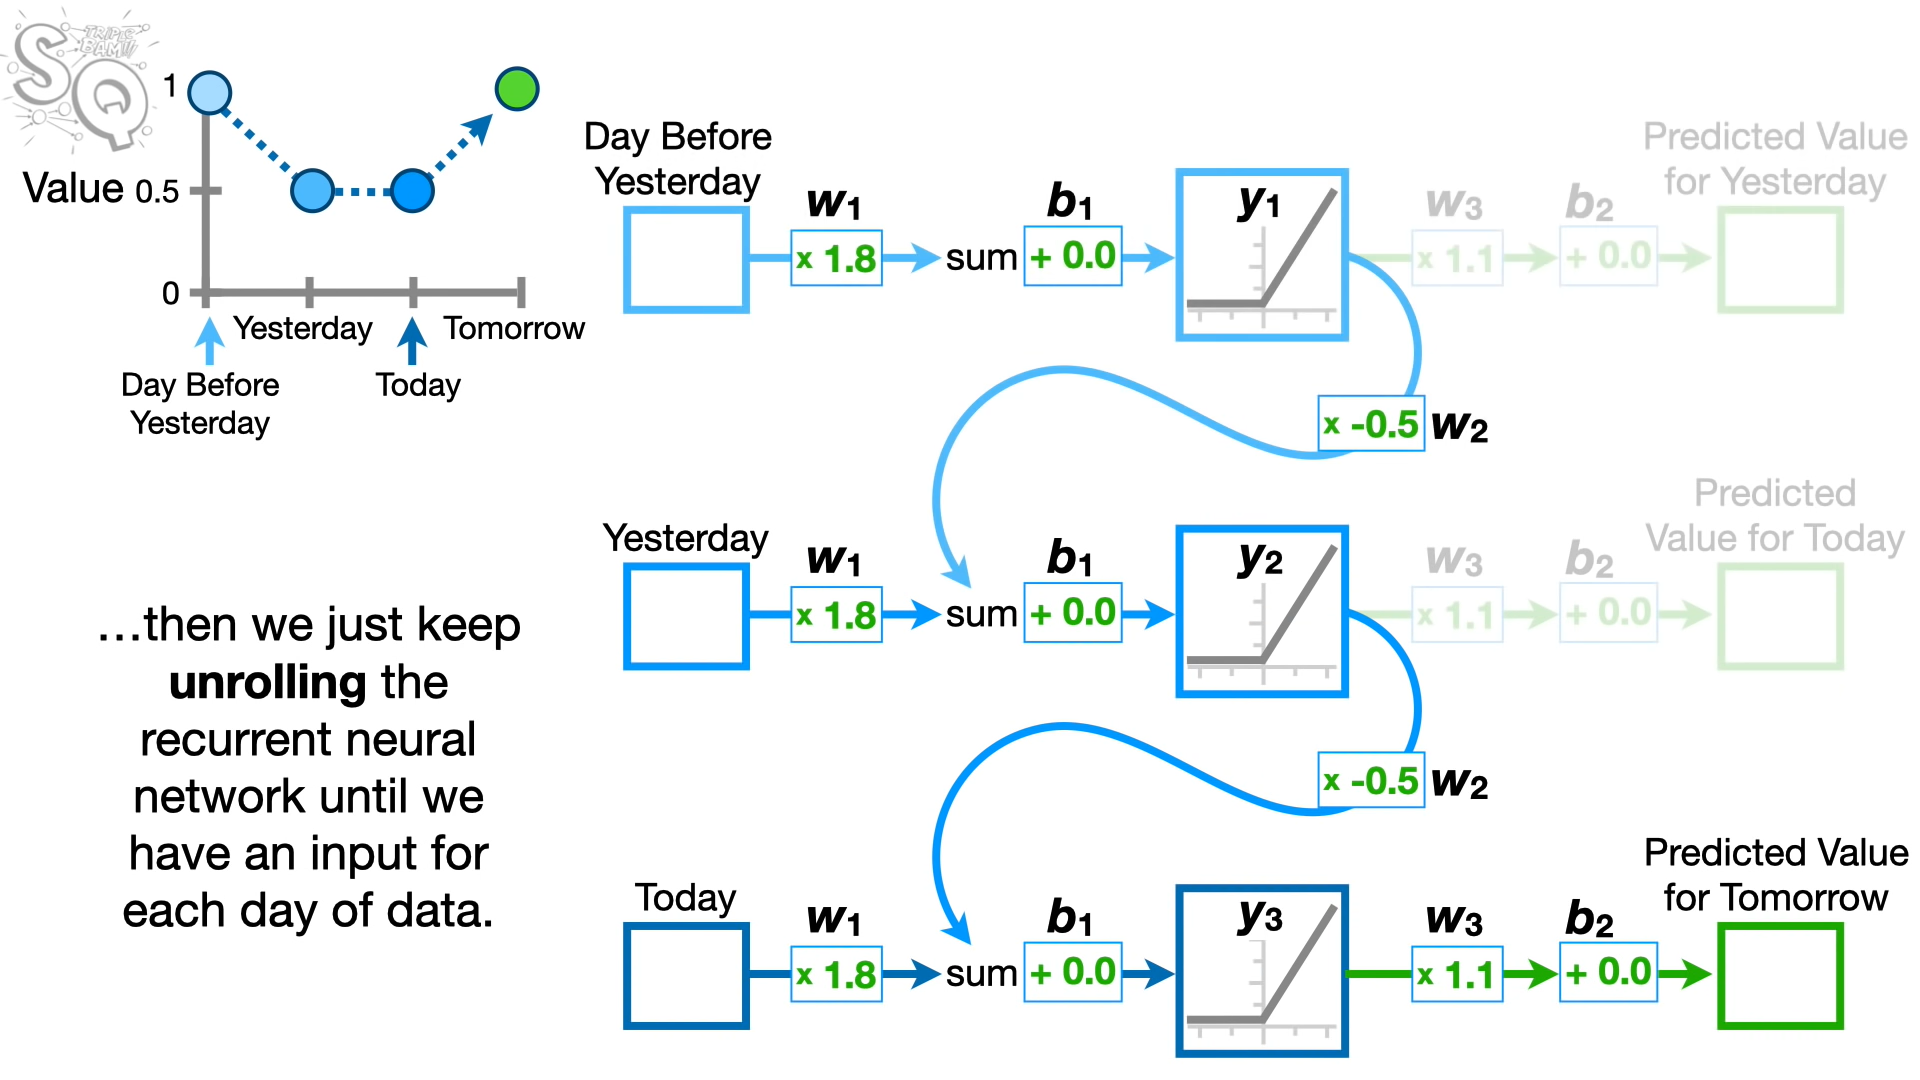 SQ
TRIPLE
BAM!!!
1
Value 0.5
0
Yesterday
Tomorrow
Day Before
Yesterday
Today
...then we just keep
unrolling the
recurrent neural
network until we
have an input for
each day of data.
Day Before
Yesterday
w1
x 1.8
sum
b1
+ 0.0
y1
w3
x 1.1
b2
+ 0.0
Predicted Value
for Yesterday
x -0.5 w2
Yesterday
w1
x 1.8
sum
b1
+ 0.0
y2
w3
x 1.1
b2
+ 0.0
Predicted
Value for Today
x -0.5 w2
Today
w1
x 1.8
sum
b1
+ 0.0
y3
w3
x 1.1
b2
+ 0.0
Predicted Value
for Tomorrow